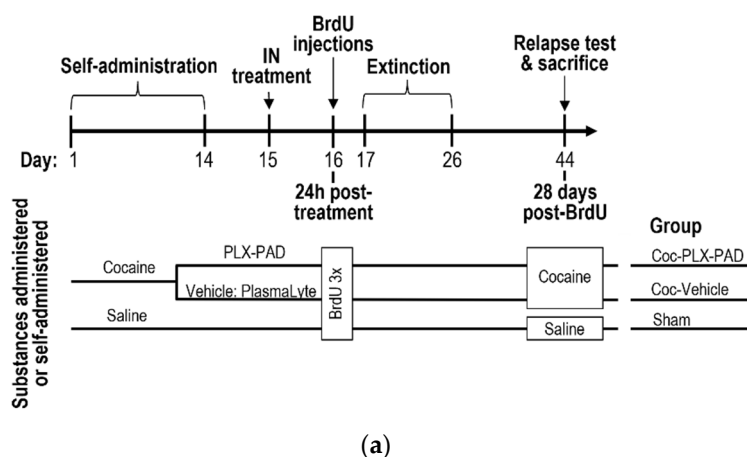 BrdU
injections
Relapse test
& sacrifice
IN
treatment
Self-administration
Extinction
Day: 1 14 15 16 17 26 44
24h post-
treatment
28 days
post-BrdU
Substances administered
or self-administered
Group
Cocaine
PLX-PAD
Vehicle: PlasmaLyte
Saline
BrdU 3x
Cocaine
Saline
Coc-PLX-PAD
Coc-Vehicle
Sham
(a)